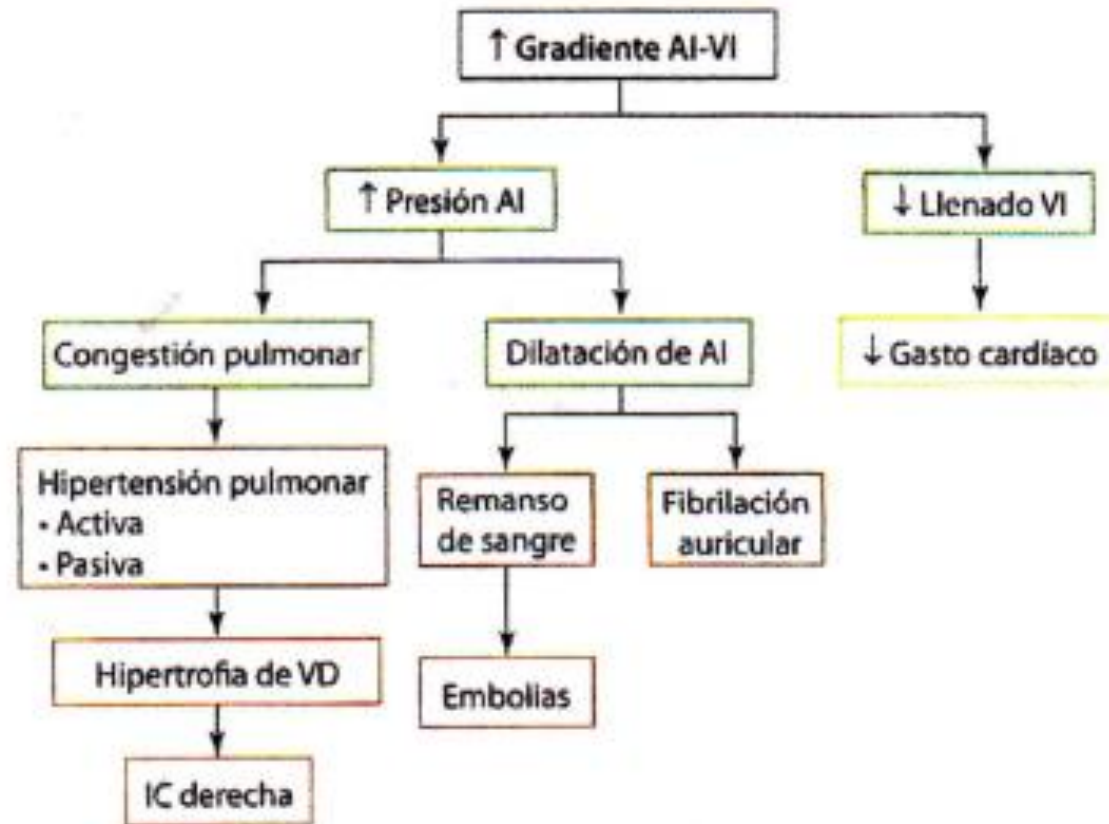 ↑ Gradiente AI-VI
↑ Presión AI
↓ Llenado VI
Congestión pulmonar
Dilatación de AI
↓ Gasto cardíaco
Hipertensión pulmonar
• Activa
• Pasiva
Remanso
de sangre
Fibrilación
auricular
Hipertrofia de VD
Embolias
IC derecha